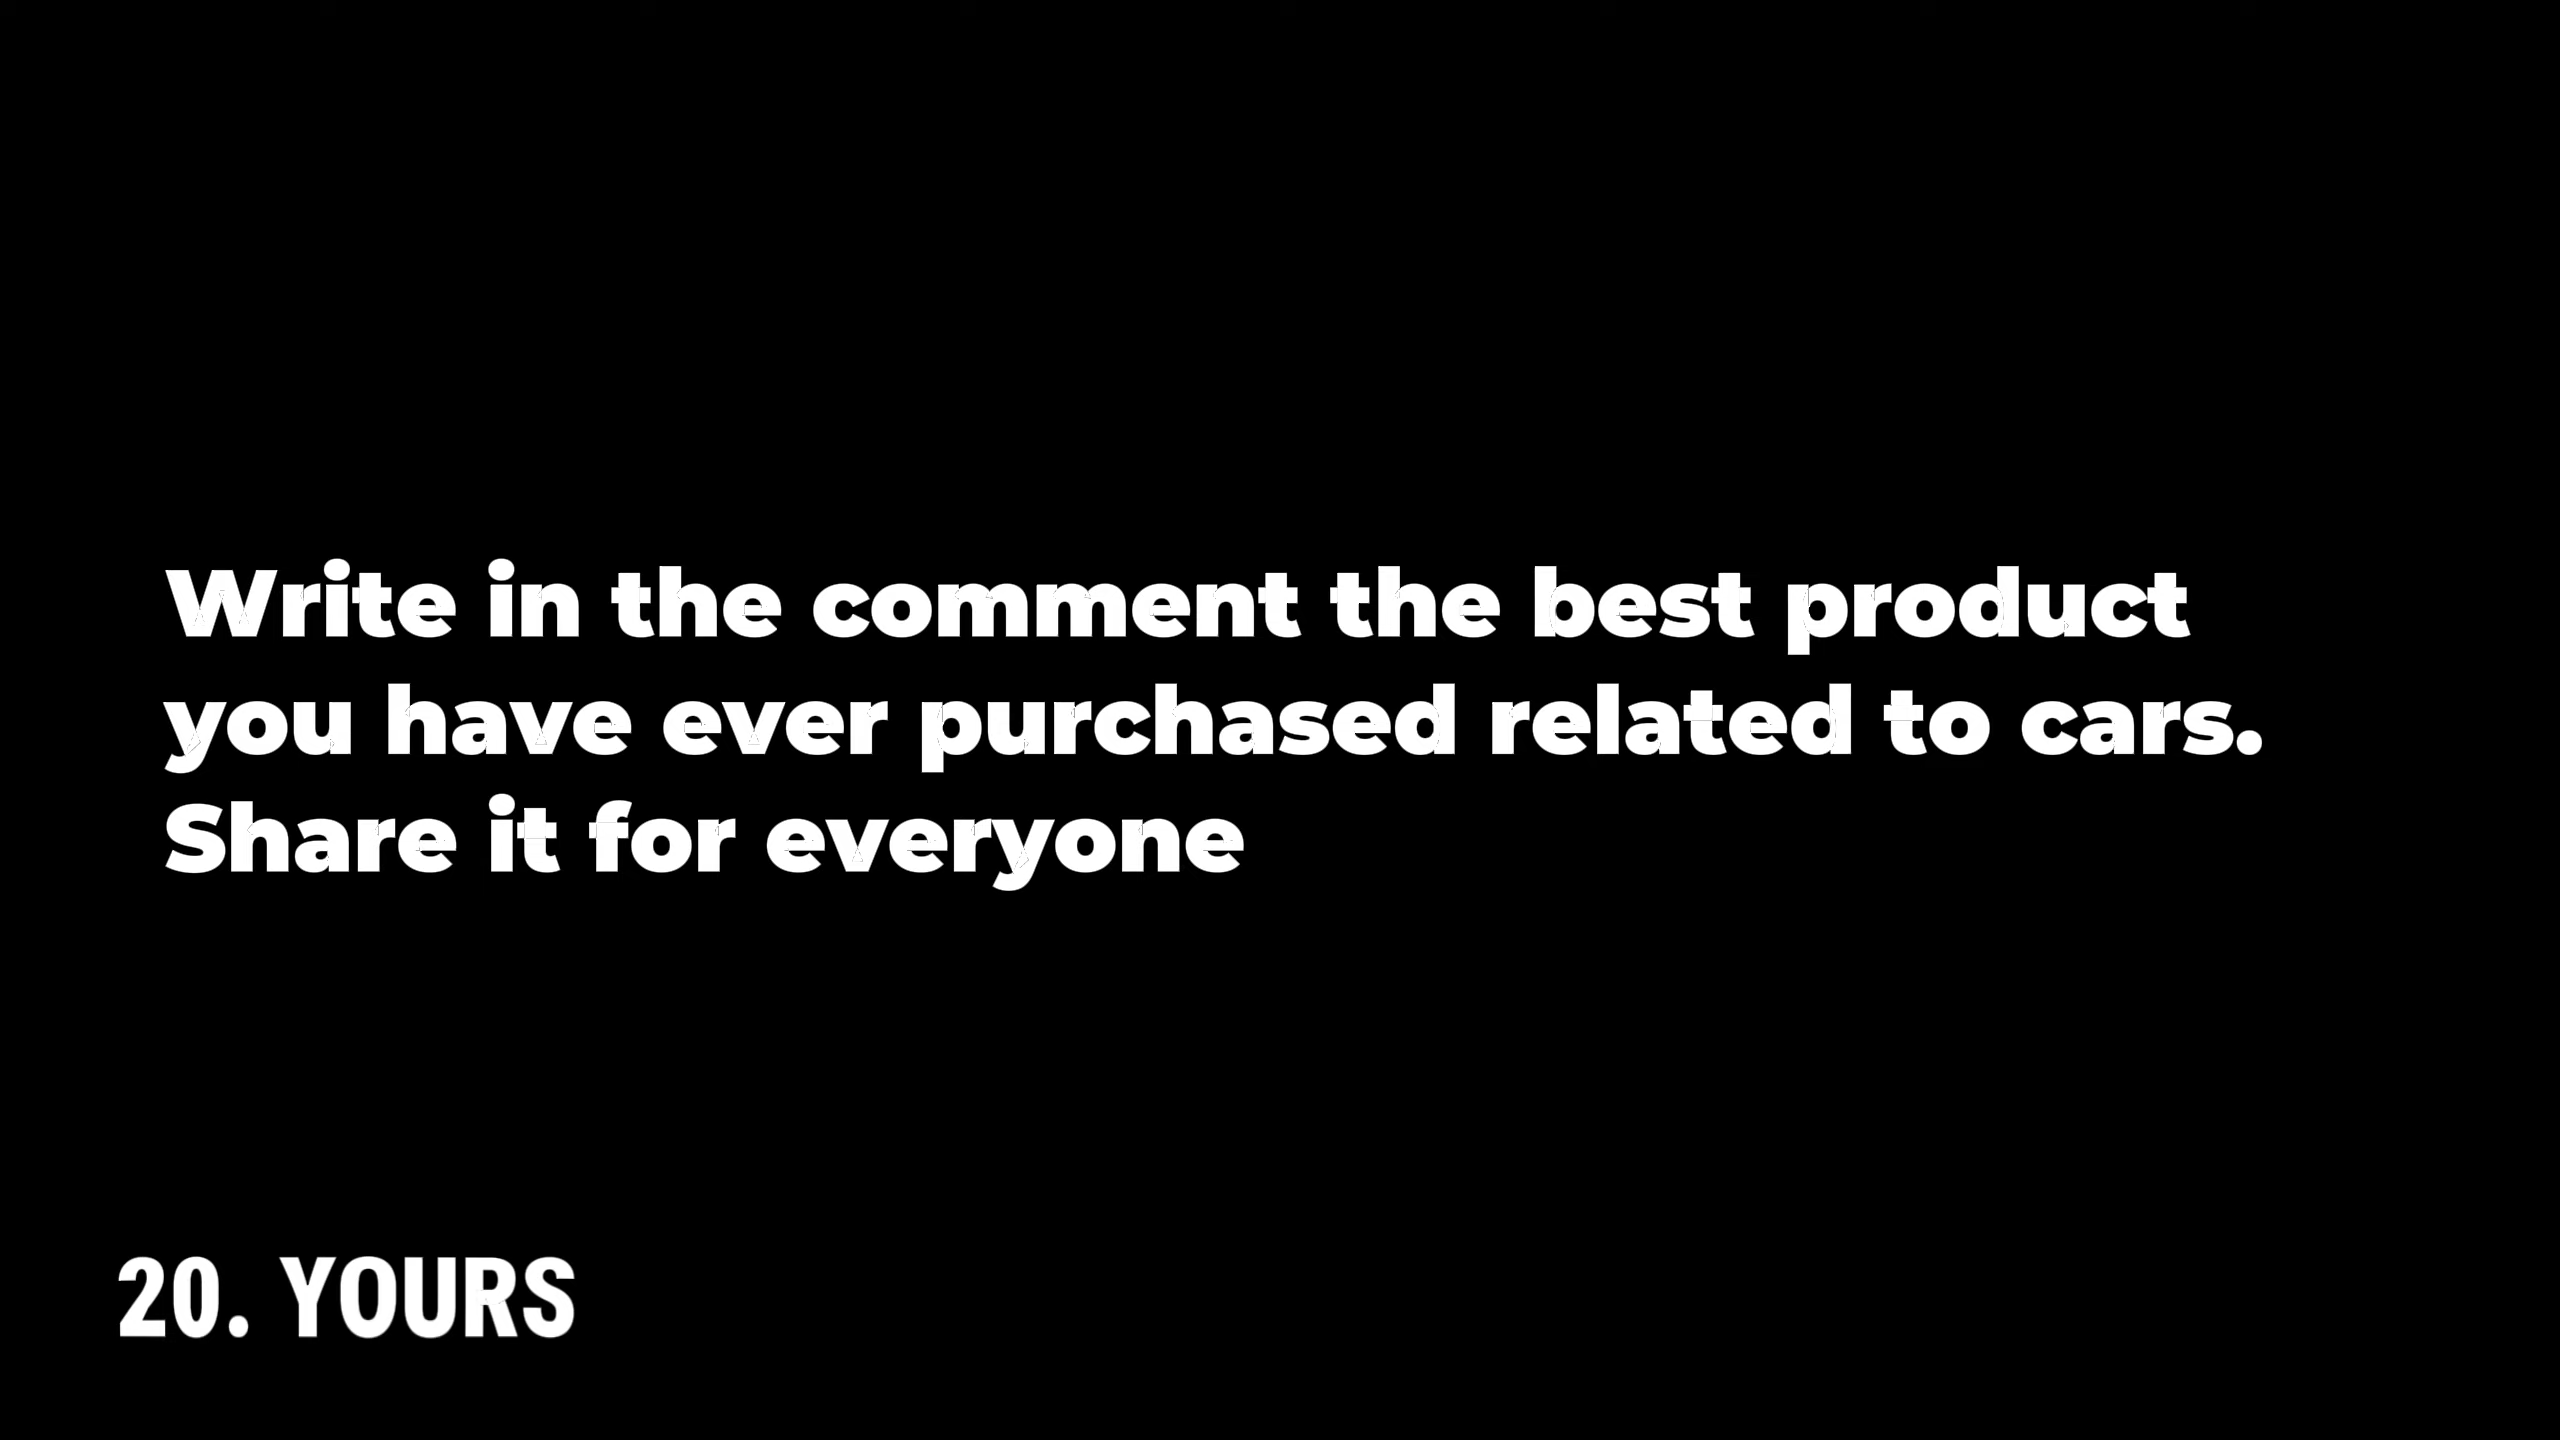 Write in the comment the best product
you have ever purchased related to cars.
Share it for everyone
20. YOURS